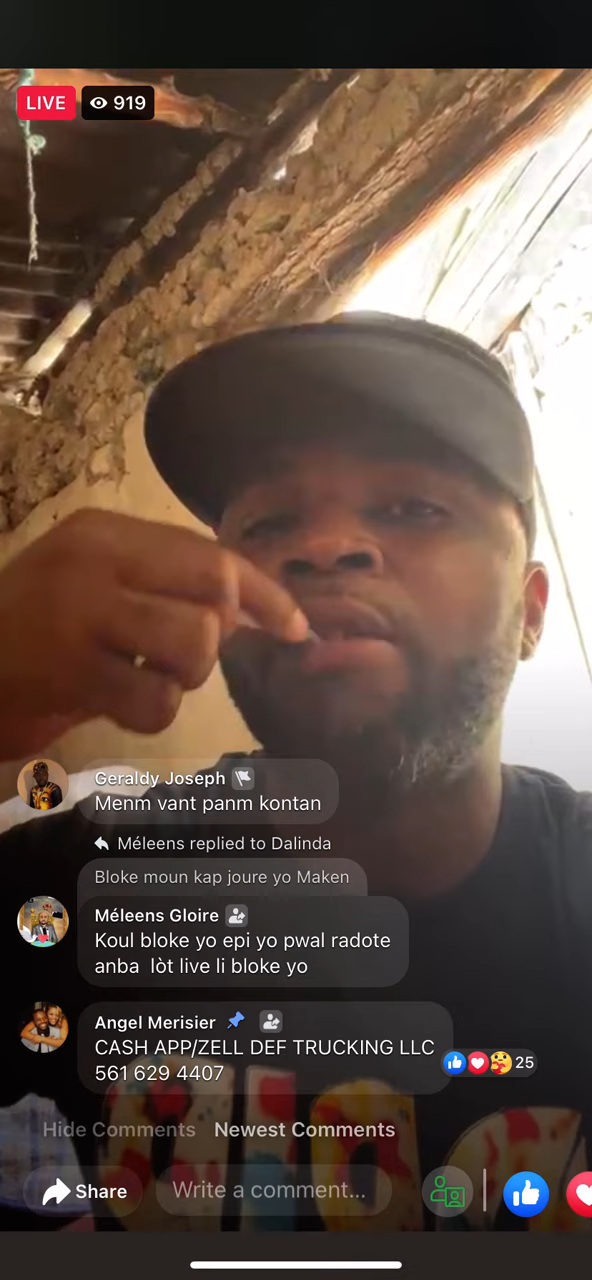 LIVE 919
Geraldy Joseph
Menm vant panm kontan
Méleens replied to Dalinda
Bloke moun kap joure yo Maken
Méleens Gloire
Koul bloke yo epi yo pwal radote
anba lòt live li bloke yo
Angel Merisier
CASH APP/ZELL DEF TRUCKING LLC
561 629 4407
25
Hide Comments Newest Comments
Share Write a comment...